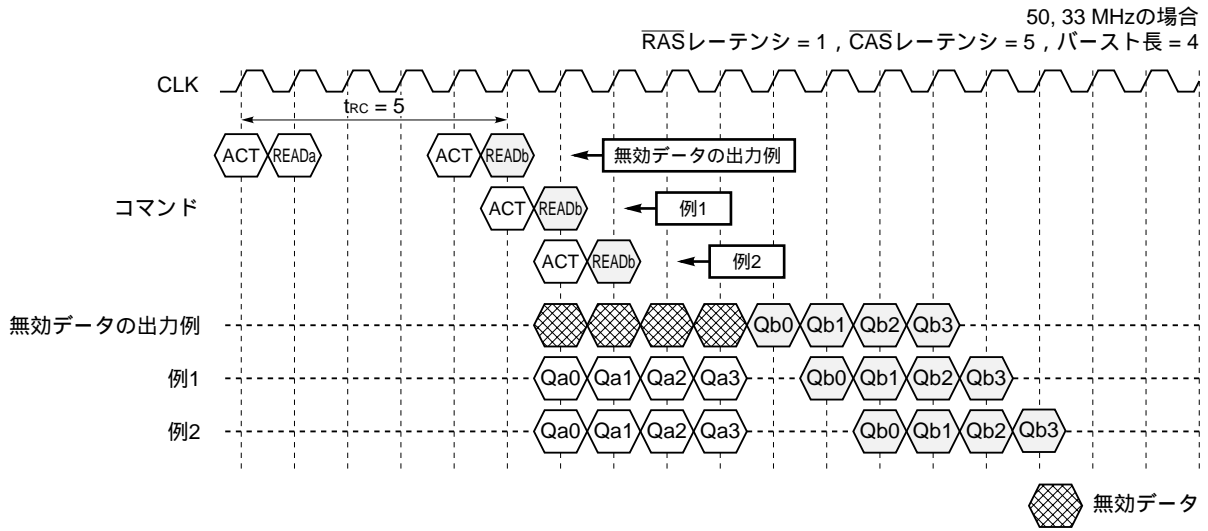 50, 33 MHzの場合
RASレーテンシ = 1 , CASレーテンシ = 5 , バースト長 = 4
CLK
tRC = 5
ACT READa ACT READb 無効データの出力例
コマンド ACT READb 例1
ACT READb 例2
無効データの出力例 Qb0 Qb1 Qb2 Qb3
例1 Qa0 Qa1 Qa2 Qa3 Qb0 Qb1 Qb2 Qb3
例2 Qa0 Qa1 Qa2 Qa3 Qb0 Qb1 Qb2 Qb3
無効データ